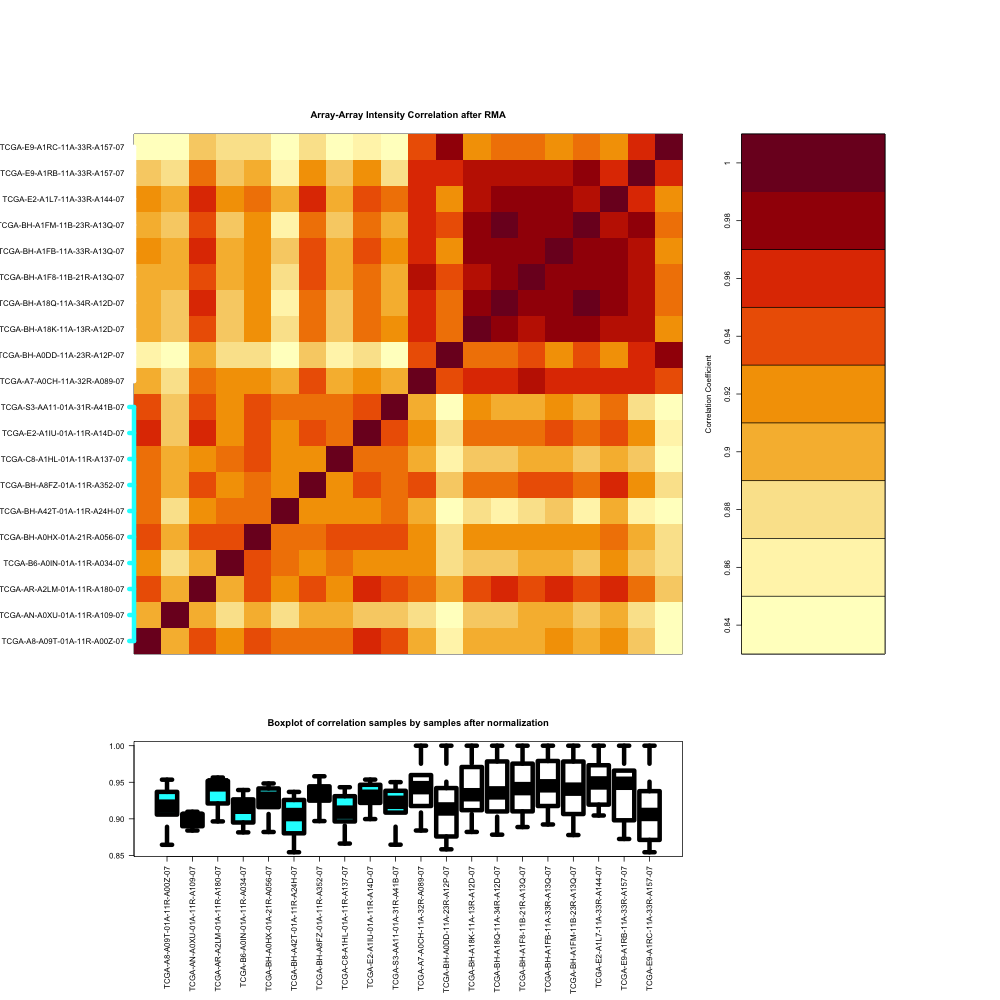 Array-Array Intensity Correlation after RMA
TCGA-E9-A1RC-11A-33R-A157-07
TCGA-E9-A1RB-11A-33R-A157-07
TCGA-E2-A1L7-11A-33R-A144-07
TCGA-BH-A1FM-11B-23R-A13Q-07
TCGA-BH-A1FB-11A-33R-A13Q-07
TCGA-BH-A1F8-11B-21R-A13Q-07
TCGA-BH-A18Q-11A-34R-A12D-07
TCGA-BH-A18K-11A-13R-A12D-07
TCGA-BH-A0DD-11A-23R-A12P-07
TCGA-A7-A0CH-11A-32R-A089-07
TCGA-S3-AA11-01A-31R-A41B-07
TCGA-E2-A1IU-01A-11R-A14D-07
TCGA-C8-A1HL-01A-11R-A137-07
TCGA-BH-A8FZ-01A-11R-A352-07
TCGA-BH-A42T-01A-11R-A24H-07
TCGA-BH-A0HX-01A-21R-A056-07
TCGA-B6-A0IN-01A-11R-A034-07
TCGA-AR-A2LM-01A-11R-A180-07
TCGA-AN-A0XU-01A-11R-A109-07
TCGA-A8-A09T-01A-11R-A00Z-07
Correlation Coefficient
1
0.98
0.96
0.94
0.92
0.9
0.88
0.86
0.84
Boxplot of correlation samples by samples after normalization
1.00
0.95
0.90
0.85
TCGA-A8-A09T-01A-11R-A00Z-07
TCGA-AN-A0XU-01A-11R-A109-07
TCGA-AR-A2LM-01A-11R-A180-07
TCGA-B6-A0IN-01A-11R-A034-07
TCGA-BH-A0HX-01A-21R-A056-07
TCGA-BH-A42T-01A-11R-A24H-07
TCGA-BH-A8FZ-01A-11R-A352-07
TCGA-C8-A1HL-01A-11R-A137-07
TCGA-E2-A1IU-01A-11R-A14D-07
TCGA-S3-AA11-01A-31R-A41B-07
TCGA-A7-A0CH-11A-32R-A089-07
TCGA-BH-A0DD-11A-23R-A12P-07
TCGA-BH-A18K-11A-13R-A12D-07
TCGA-BH-A18Q-11A-34R-A12D-07
TCGA-BH-A1F8-11B-21R-A13Q-07
TCGA-BH-A1FB-11A-33R-A13Q-07
TCGA-BH-A1FM-11B-23R-A13Q-07
TCGA-E2-A1L7-11A-33R-A144-07
TCGA-E9-A1RB-11A-33R-A157-07
TCGA-E9-A1RC-11A-33R-A157-07